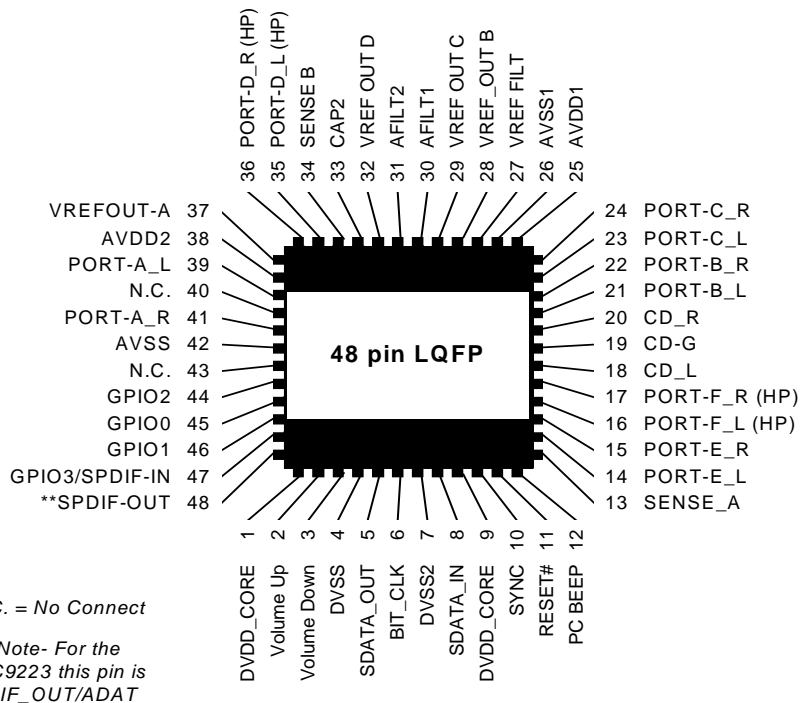 36 PORT-D_R (HP)
35 PORT-D_L (HP)
34 SENSE B
33 CAP2
32 VREF OUT D
31 AFILT2
30 AFILT1
29 VREF OUT C
28 VREF_OUT B
27 VREF FILT
26 AVSS1
25 AVDD1
VREFOUT-A 37
AVDD2 38
PORT-A_L 39
N.C. 40
PORT-A_R 41
AVSS 42
N.C. 43
GPIO2 44
GPIO0 45
GPIO1 46
GPIO3/SPDIF-IN 47
**SPDIF-OUT 48
48 pin LQFP
24 PORT-C_R
23 PORT-C_L
22 PORT-B_R
21 PORT-B_L
20 CD_R
19 CD-G
18 CD_L
17 PORT-F_R (HP)
16 PORT-F_L (HP)
15 PORT-E_R
14 PORT-E_L
13 SENSE_A
DVDD_CORE 1
Volume Up 2
Volume Down 3
DVSS 4
SDATA_OUT 5
BIT_CLK 6
DVSS2 7
SDATA_IN 8
DVDD_CORE 9
SYNC 10
RESET# 11
PC BEEP 12
C. = No Connect
Note- For the
C9223 this pin is
IF_OUT/ADAT